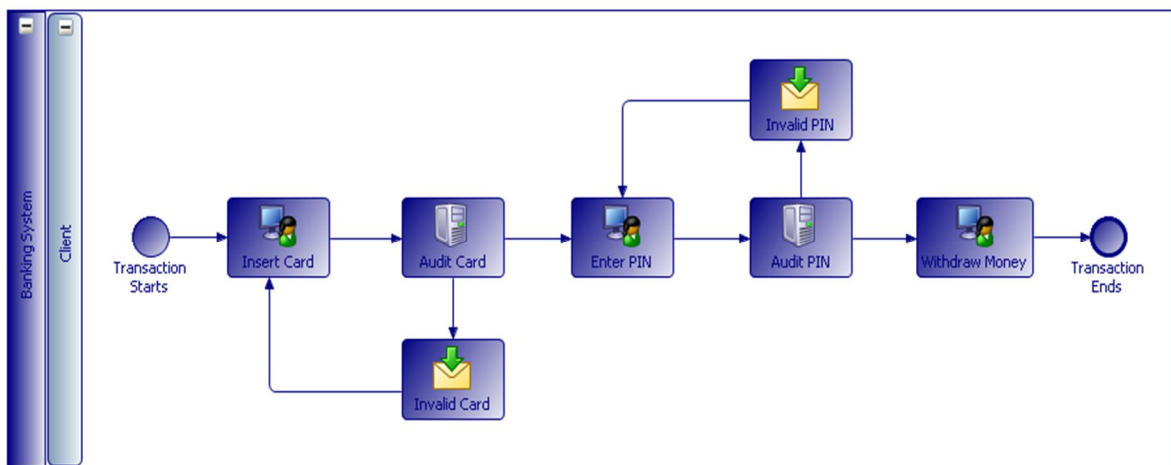 Banking System
Client
Invalid PIN
Transaction
Starts
Insert Card
Audit Card
Enter PIN
Audit PIN
Withdraw Money
Transaction
Ends
Invalid Card